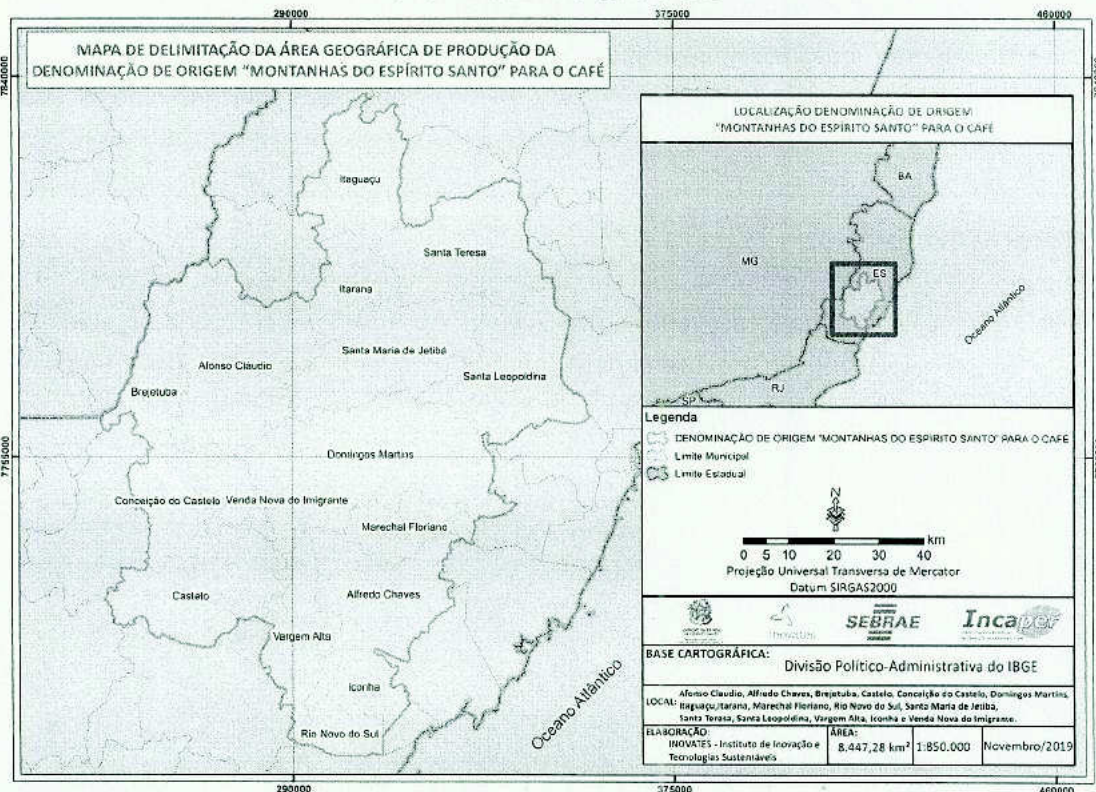 290000
375000
460000
7840000
MAPA DE DELIMITAÇÃO DA ÁREA GEOGRÁFICA DE PRODUÇÃO DA
DENOMINAÇÃO DE ORIGEM "MONTANHAS DO ESPÍRITO SANTO" PARA O CAFÉ
LOCALIZAÇÃO DENOMINAÇÃO DE ORIGEM
"MONTANHAS DO ESPÍRITO SANTO" PARA O CAFÉ
BA
MG
ES
Oceano Atlântico
RJ
SP
Itaguaçu
Santa Teresa
Itarana
Santa Maria de Jetibá
Afonso Cláudio
Santa Leopoldina
Brejetuba
7755000
Domingos Martins
Conceição do Castelo
Venda Nova do Imigrante
Marechal Floriano
Castelo
Alfredo Chaves
Vargem Alta
Iconha
Rio Novo do Sul
Oceano Atlântico
Legenda
DENOMINAÇÃO DE ORIGEM "MONTANHAS DO ESPIRITO SANTO" PARA O CAFE
Limite Municipal
Limite Estadual
N
0 5 10 20 30 40 km
Projeção Universal Transversa de Mercator
Datum SIRGAS2000
Inovates
SEBRAE
Incaper
BASE CARTOGRÁFICA:
Divisão Político-Administrativa do IBGE
LOCAL: Afonso Claudio, Alfredo Chaves, Brejetuba, Castelo, Conceição do Castelo, Domingos Martins,
Itaguaçu,Itarana, Marechal Floriano, Rio Novo do Sul, Santa Maria de Jetiba,
Santa Teresa, Santa Leopoldina, Vargem Alta, Iconha e Venda Nova do Imigrante.
ELABORAÇÃO:
INOVATES - Instituto de Inovação e
Tecnologias Sustentáveis
ÁREA:
8.447,28 km²
1:850.000
Novembro/2019
290000
375000
460000